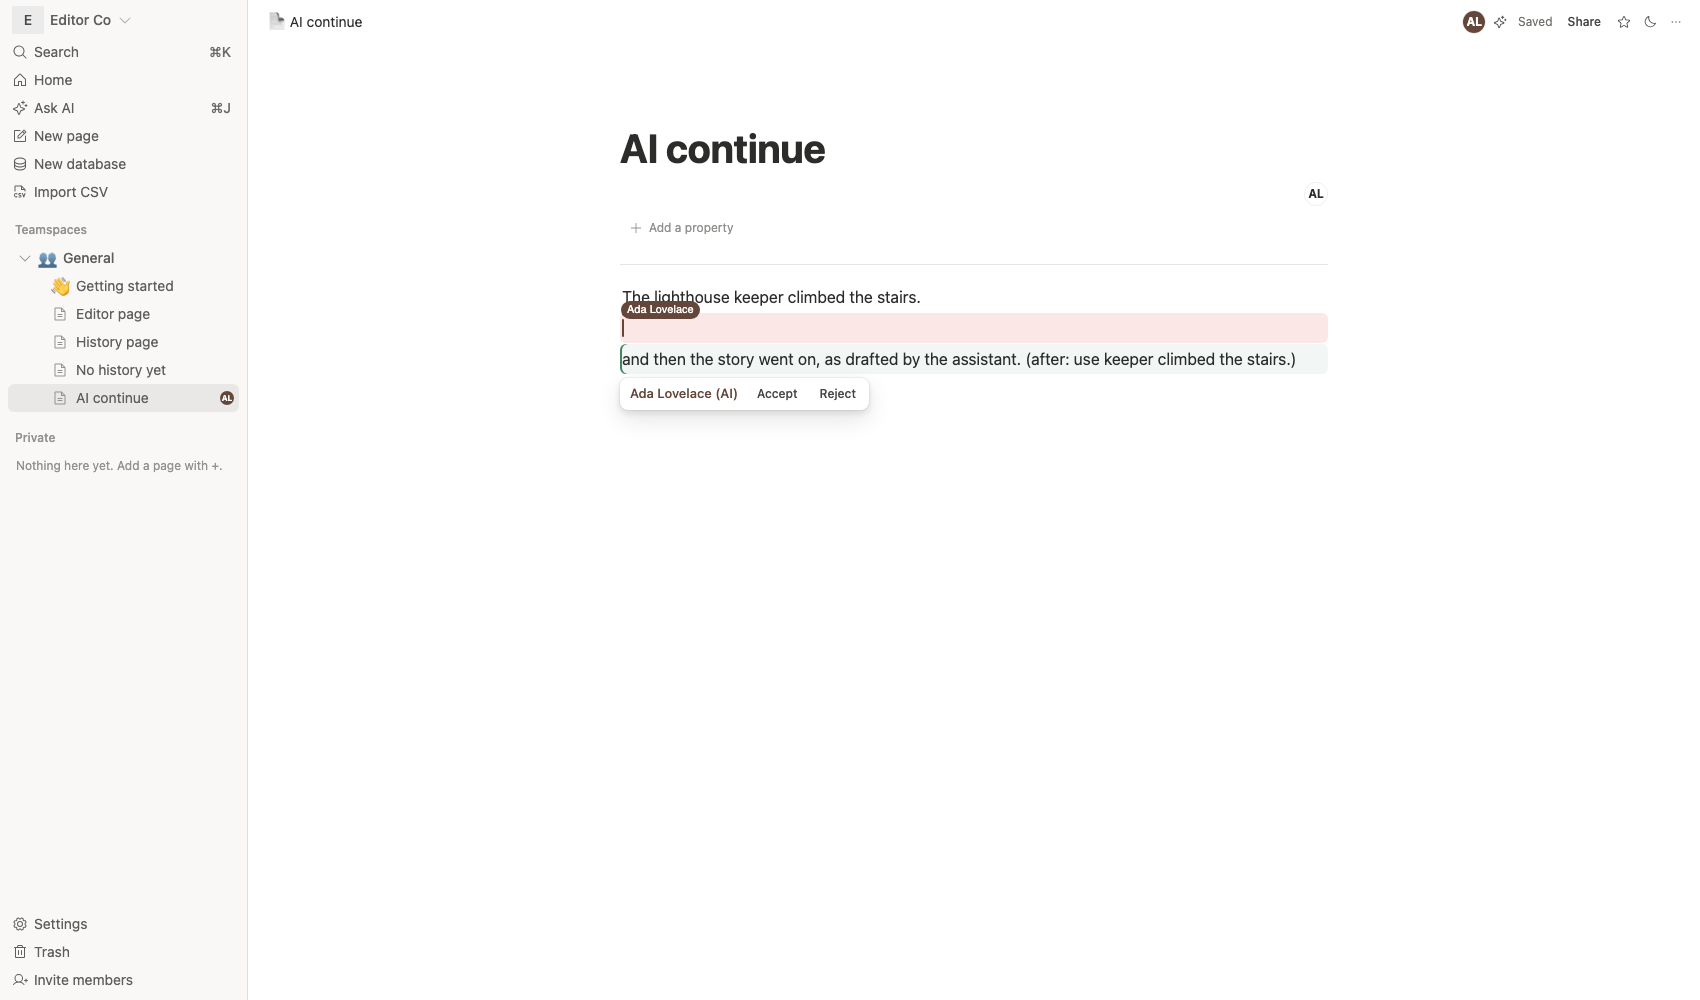 E Editor Co
Search ⌘K
Home
Ask AI ⌘J
New page
New database
Import CSV
Teamspaces
General
Getting started
Editor page
History page
No history yet
AI continue AL
Private
Nothing here yet. Add a page with +.
Settings
Trash
Invite members
AI continue
AL Saved Share
AI continue
AL
Add a property
The lighthouse keeper climbed the stairs.
Ada Lovelace
and then the story went on, as drafted by the assistant. (after: use keeper climbed the stairs.)
Ada Lovelace (AI) Accept Reject